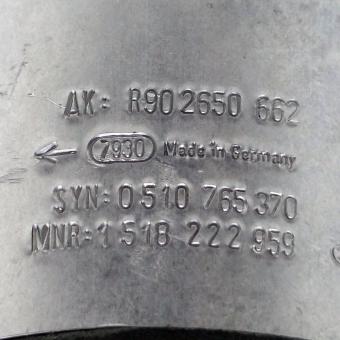 AK: R902650 662
← 7930 Made in Germany
SYN: 0 510 765 370
MNR: 1 518 222 959